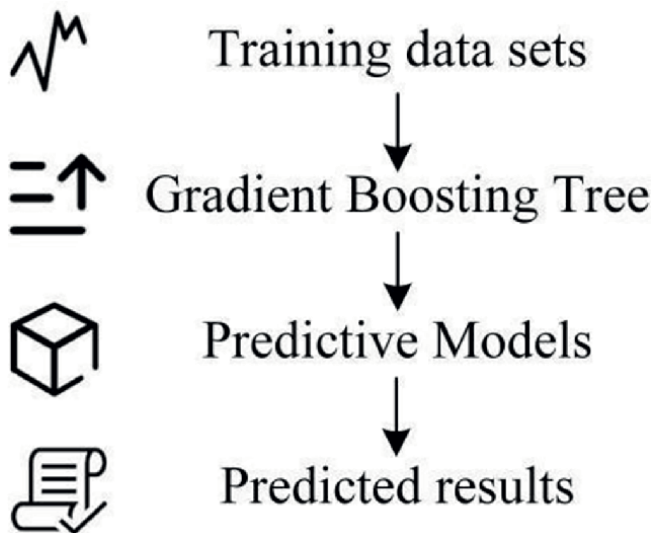 Training data sets
Gradient Boosting Tree
Predictive Models
Predicted results